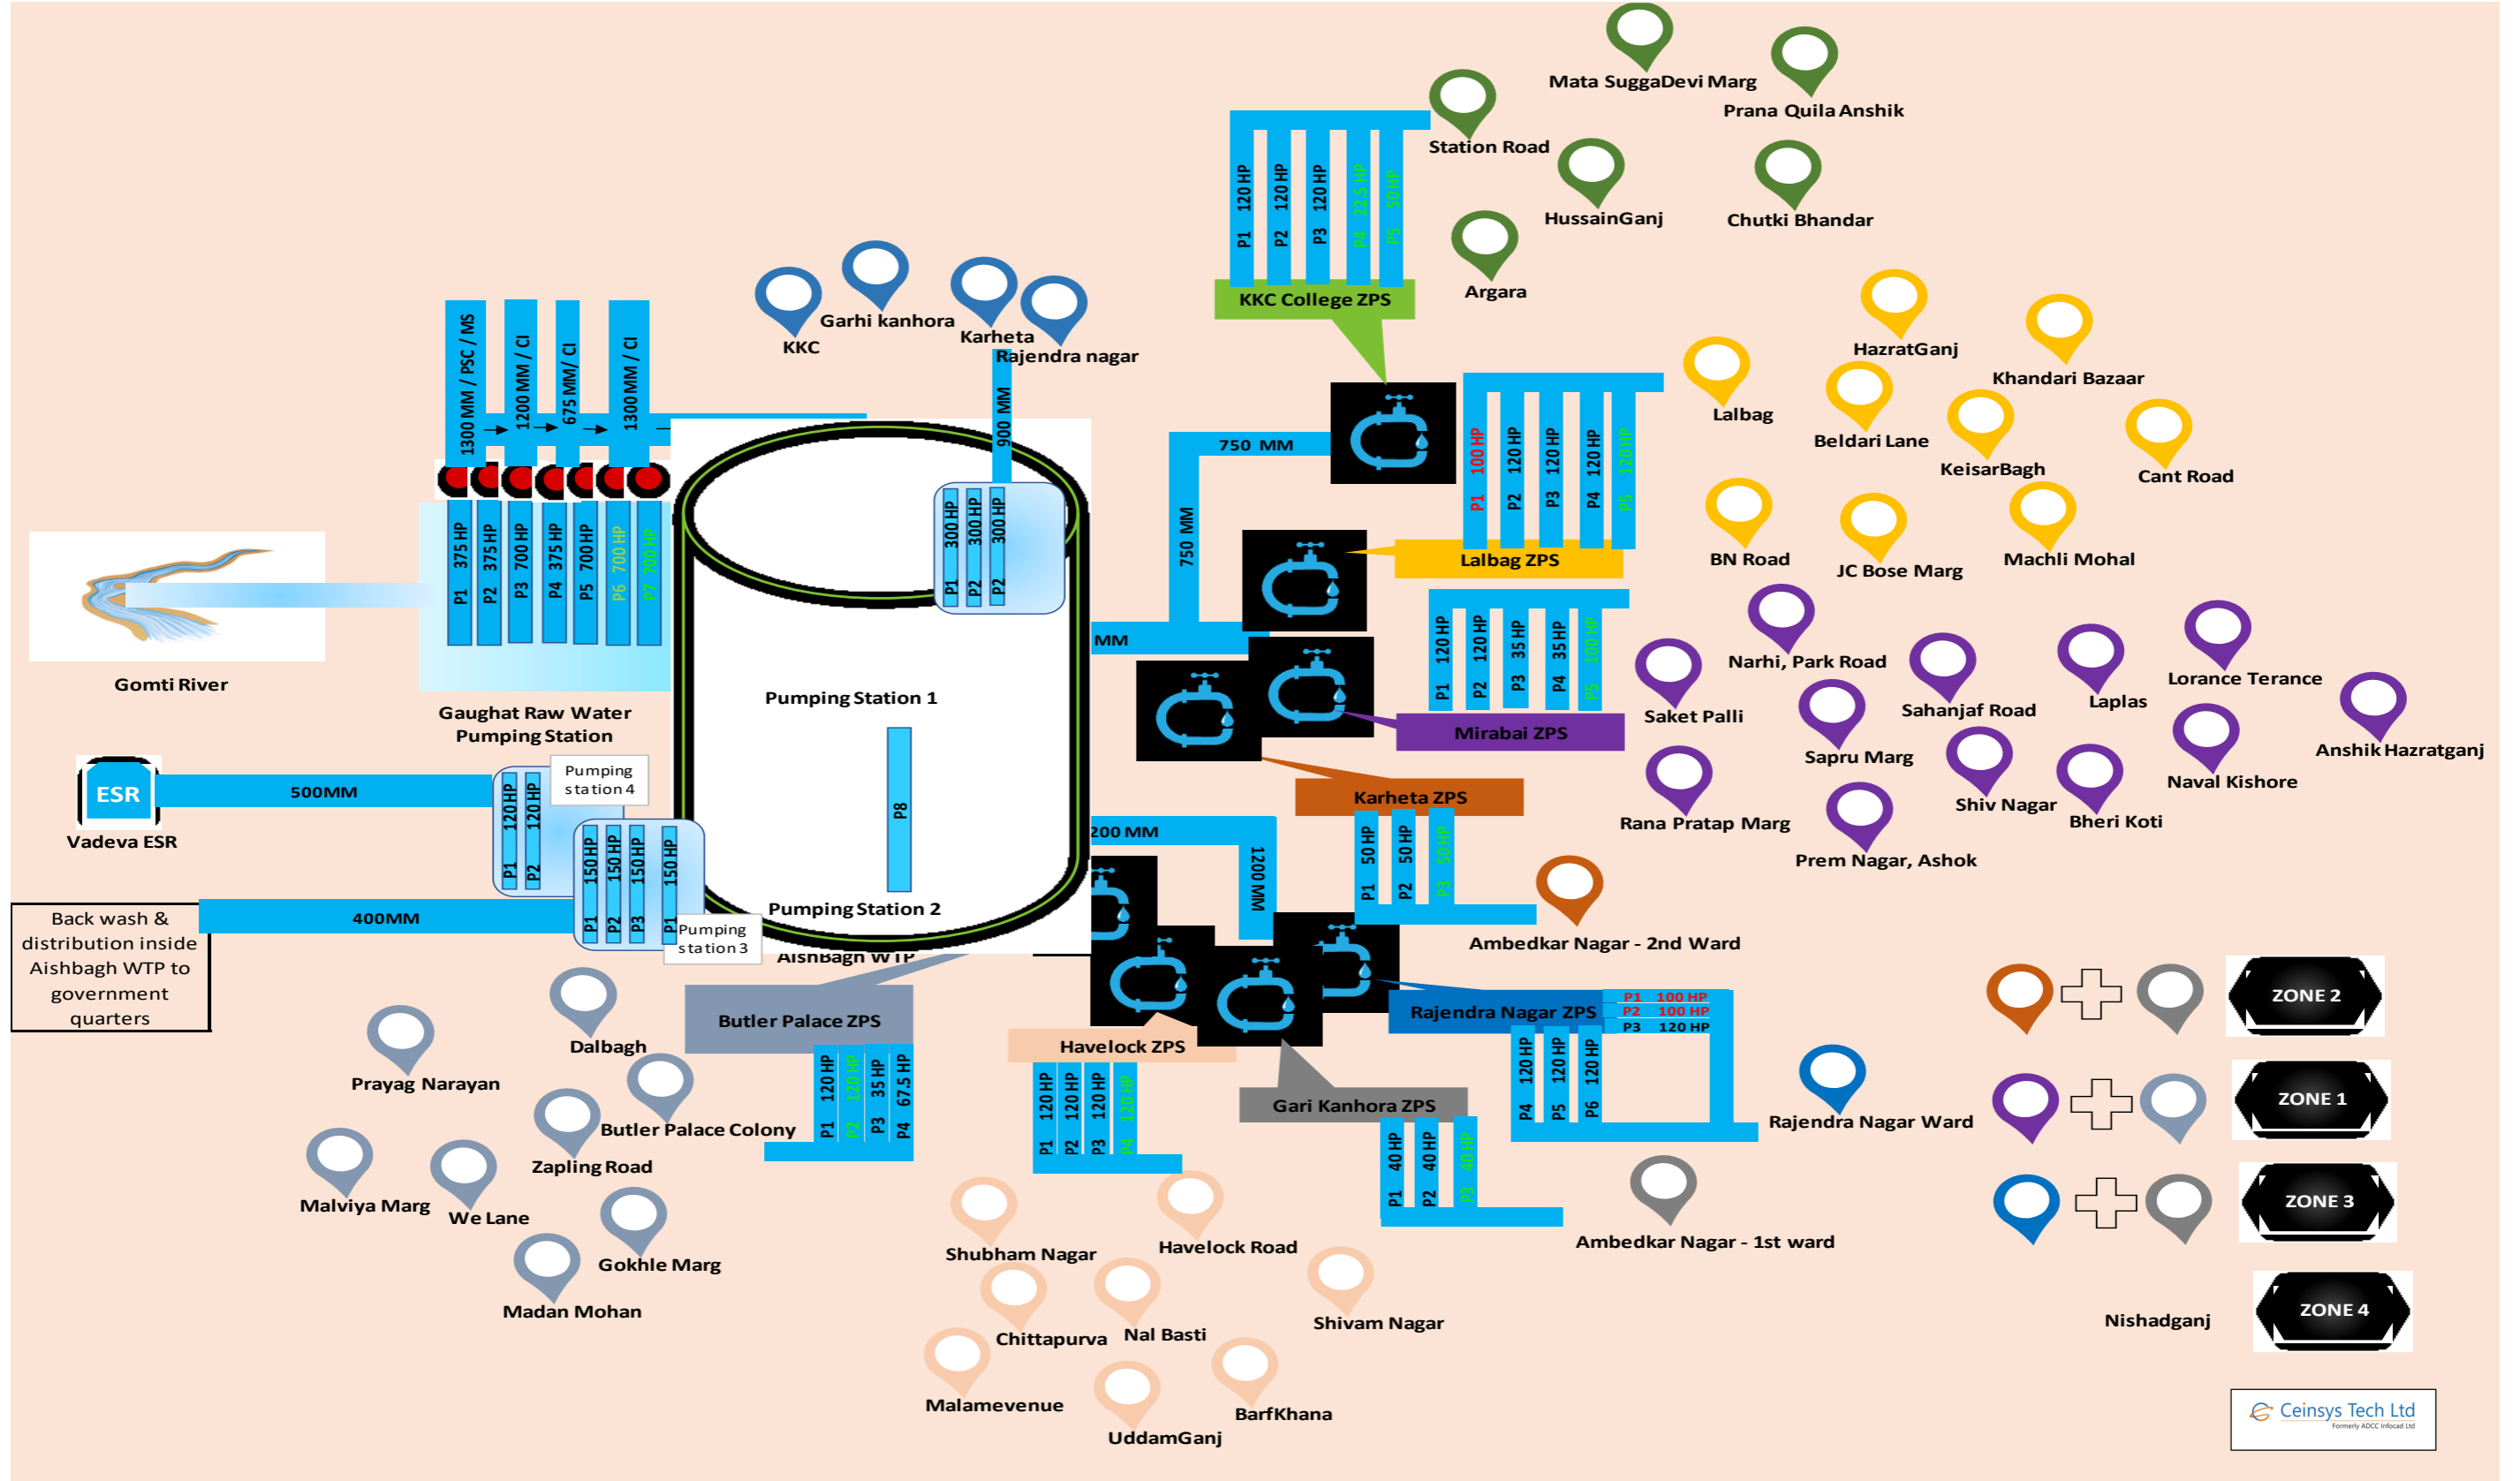 Mata SuggaDevi Marg
Prana Quila Anshik
Station Road
HussainGanj
Chutki Bhandar
Argara
P1 120 HP
P2 120 HP
P3 120 HP
P4 22.5 HP
P5 50 HP
KKC College ZPS
KKC
Garhi kanhora
Karheta
Rajendra nagar
1300 MM / PSC / MS
1200 MM / CI
675 MM/ CI
1300 MM / CI
900 MM
P1 375 HP
P2 375 HP
P3 700 HP
P4 375 HP
P5 700 HP
P6 700 HP
P7 700 HP
P1 300 HP
P2 300 HP
P2 300 HP
750 MM
750 MM
MM
P1 100 HP
P2 120 HP
P3 120 HP
P4 120 HP
P5 120 HP
Lalbag ZPS
HazratGanj
Khandari Bazaar
Lalbag
Beldari Lane
KeisarBagh
Cant Road
BN Road
JC Bose Marg
Machli Mohal
P1 120 HP
P2 120 HP
P3 35 HP
P4 35 HP
P5 100 HP
Mirabai ZPS
Narhi, Park Road
Saket Palli
Sahanjaf Road
Laplas
Lorance Terance
Sapru Marg
Anshik Hazratganj
Shiv Nagar
Naval Kishore
Rana Pratap Marg
Bheri Koti
Prem Nagar, Ashok
Gomti River
Gaughat Raw Water
Pumping Station
Pumping Station 1
P8
Pumping Station 2
AishBagh WTP
ESR
Vadeva ESR
500MM
Pumping
station 4
P1 120 HP
P2 120 HP
P1 150 HP
P2 150 HP
P3 150 HP
P1 150 HP
Pumping
station 3
400MM
Back wash &
distribution inside
Aishbagh WTP to
government
quarters
Karheta ZPS
P1 50 HP
P2 50 HP
P3 50 HP
200 MM
1200 MM
Ambedkar Nagar - 2nd Ward
Butler Palace ZPS
P1 120 HP
P2 120 HP
P3 35 HP
P4 67.5 HP
Dalbagh
Prayag Narayan
Butler Palace Colony
Zapling Road
Malviya Marg
We Lane
Gokhle Marg
Madan Mohan
Havelock ZPS
P1 120 HP
P2 120 HP
P3 120 HP
P4 120 HP
Shubham Nagar
Havelock Road
Chittapurva
Nal Basti
Shivam Nagar
Malamevenue
BarfKhana
UddamGanj
Rajendra Nagar ZPS
P1 100 HP
P2 100 HP
P3 120 HP
P4 120 HP
P5 120 HP
P6 120 HP
Rajendra Nagar Ward
Gari Kanhora ZPS
P1 40 HP
P2 40 HP
P3 40 HP
Ambedkar Nagar - 1st ward
ZONE 2
ZONE 1
ZONE 3
Nishadganj
ZONE 4
Ceinsys Tech Ltd
Formerly ADCC Infocad Ltd